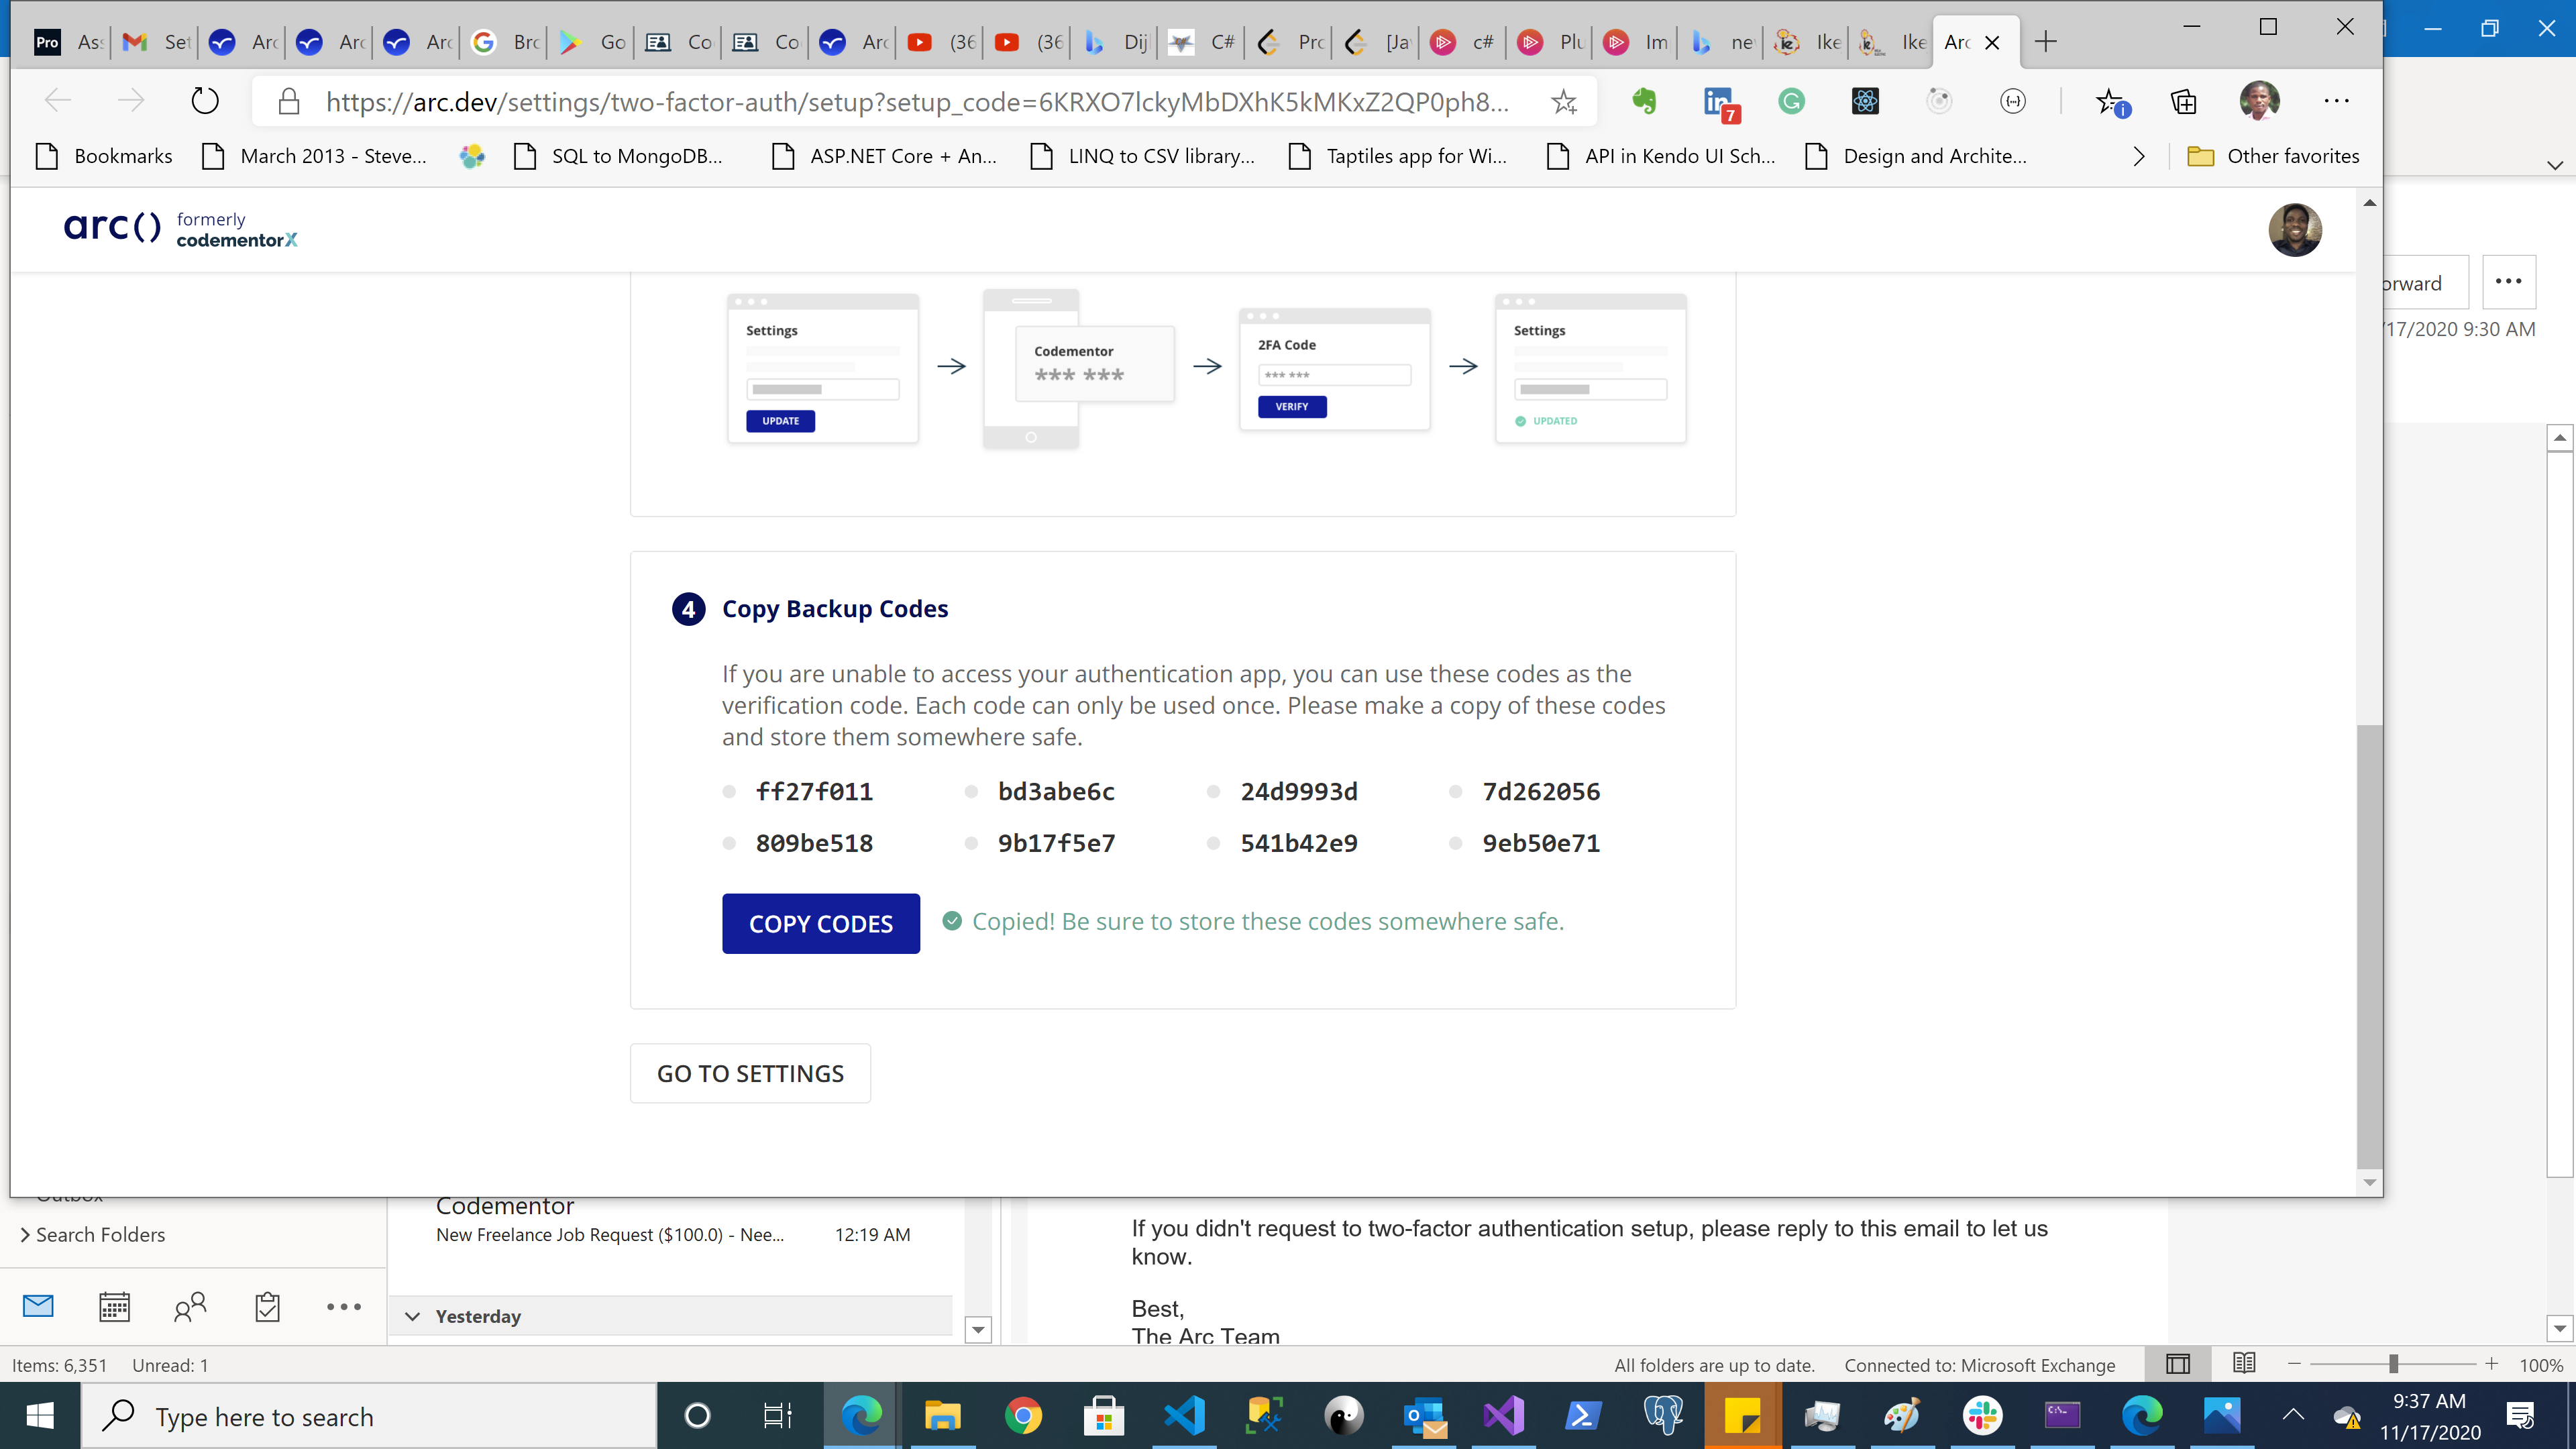 Pro
Ass
Set
Arc
Arc
Arc
Bro
Go
Co
Co
Arc
(36
(36
Dij
C#
Pro
[Ja
c#
Plu
Im
ne
Ike
Ike
Arc
https://arc.dev/settings/two-factor-auth/setup?setup_code=6KRXO7lckyMbDXhK5kMKxZ2QP0ph8...
7
Bookmarks
March 2013 - Steve...
SQL to MongoDB...
ASP.NET Core + An...
LINQ to CSV library...
Taptiles app for Wi...
API in Kendo UI Sch...
Design and Archite...
Other favorites
arc() formerly
codementorX
orward
/17/2020 9:30 AM
Settings
UPDATE
Codementor
*** ***
2FA Code
*** ***
VERIFY
Settings
UPDATED
4 Copy Backup Codes
If you are unable to access your authentication app, you can use these codes as the
verification code. Each code can only be used once. Please make a copy of these codes
and store them somewhere safe.
ff27f011 bd3abe6c 24d9993d 7d262056
809be518 9b17f5e7 541b42e9 9eb50e71
COPY CODES Copied! Be sure to store these codes somewhere safe.
GO TO SETTINGS
Outbox
Search Folders
Codementor
New Freelance Job Request ($100.0) - Nee... 12:19 AM
Yesterday
If you didn't request to two-factor authentication setup, please reply to this email to let us
know.
Best,
The Arc Team
Items: 6,351 Unread: 1
All folders are up to date. Connected to: Microsoft Exchange 100%
Type here to search
9:37 AM
11/17/2020